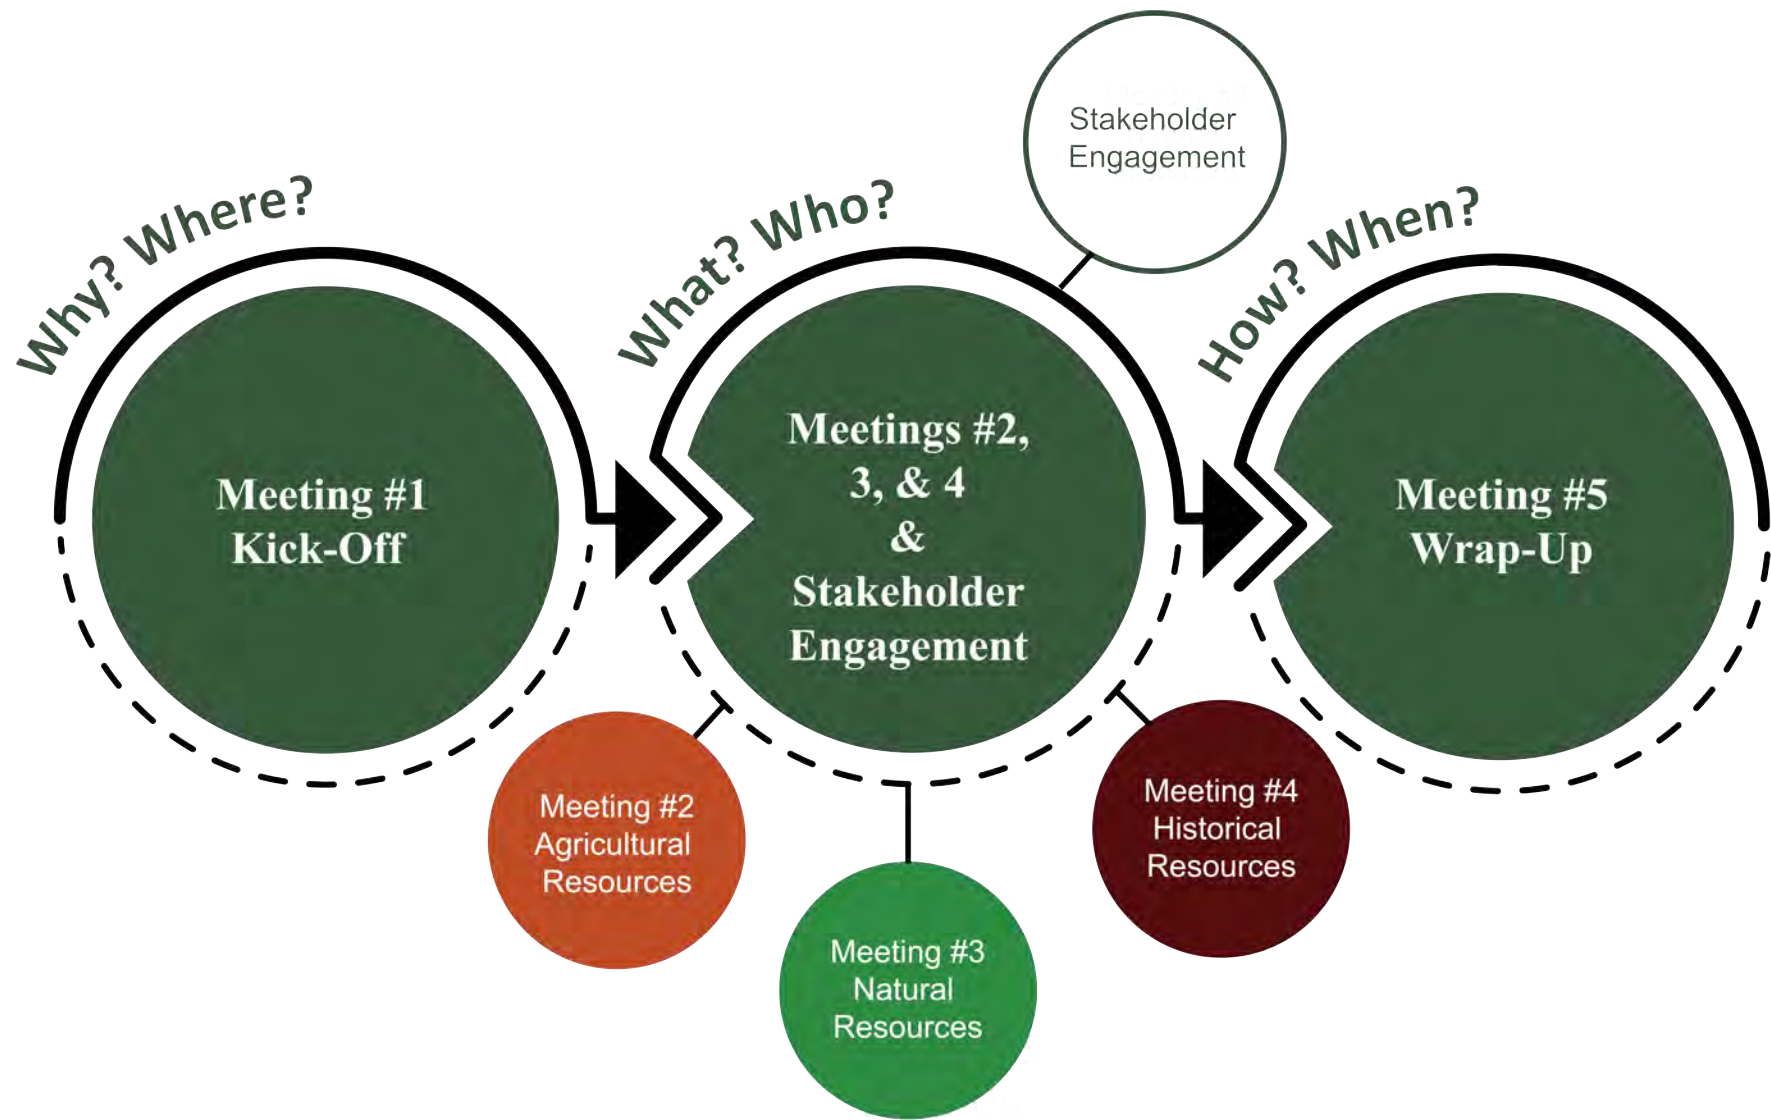 Why? Where?
Meeting #1
Kick-Off
What? Who?
Meetings #2,
3, & 4
&
Stakeholder
Engagement
Stakeholder
Engagement
Meeting #2
Agricultural
Resources
Meeting #3
Natural
Resources
Meeting #4
Historical
Resources
How? When?
Meeting #5
Wrap-Up